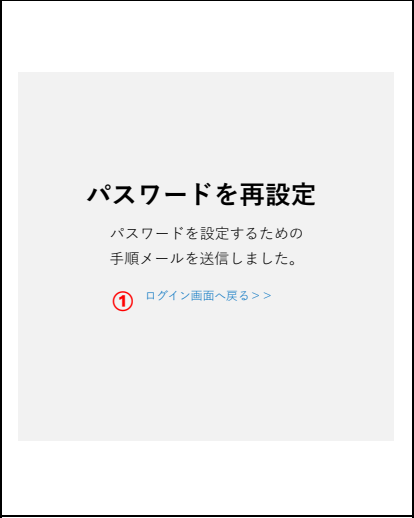 パスワードを再設定
パスワードを設定するための
手順メールを送信しました。
① ログイン画面へ戻る＞＞